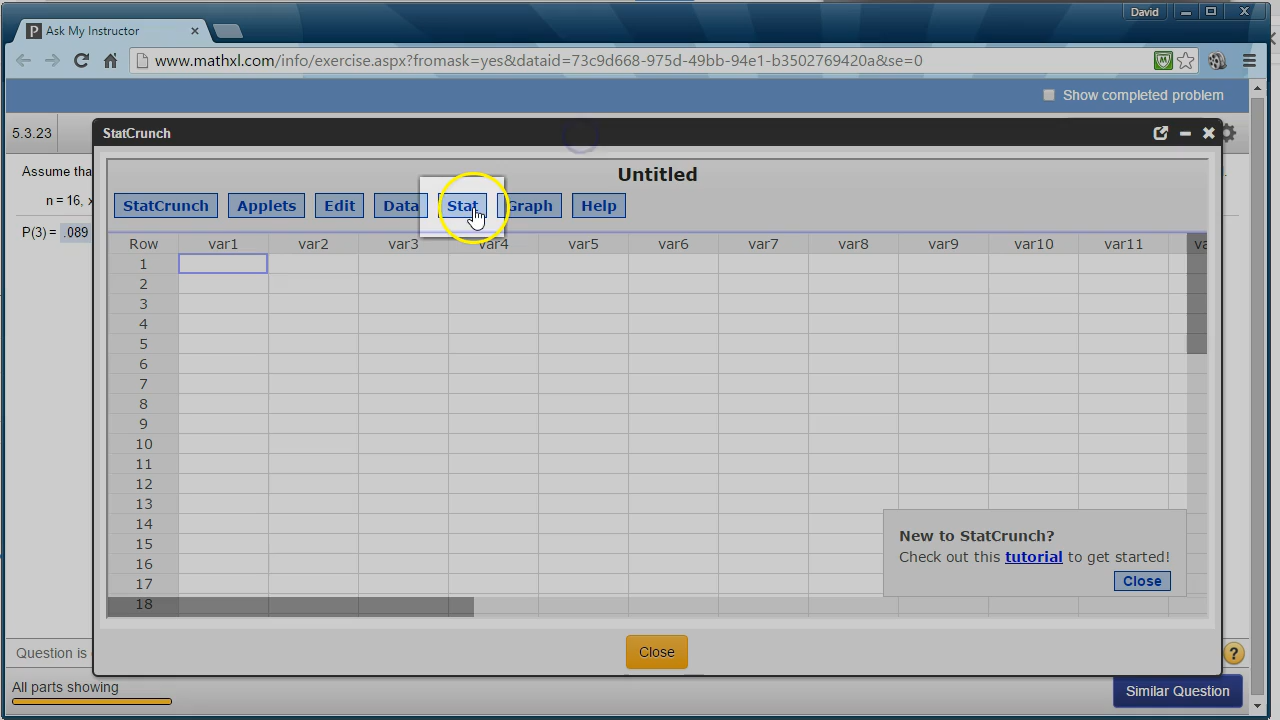 David
Ask My Instructor
www.mathxl.com/info/exercise.aspx?fromask=yes&dataid=73c9d668-975d-49bb-94e1-b3502769420a&se=0
Show completed problem
5.3.23
StatCrunch
Assume tha
n = 16, x
P(3) = .089
Untitled
StatCrunch Applets Edit Data Stat Graph Help
Row var1 var2 var3 var4 var5 var6 var7 var8 var9 var10 var11 va
1
2
3
4
5
6
7
8
9
10
11
12
13
14
15
16
17
18
New to StatCrunch?
Check out this tutorial to get started!
Close
Close
Question is
?
All parts showing
Similar Question